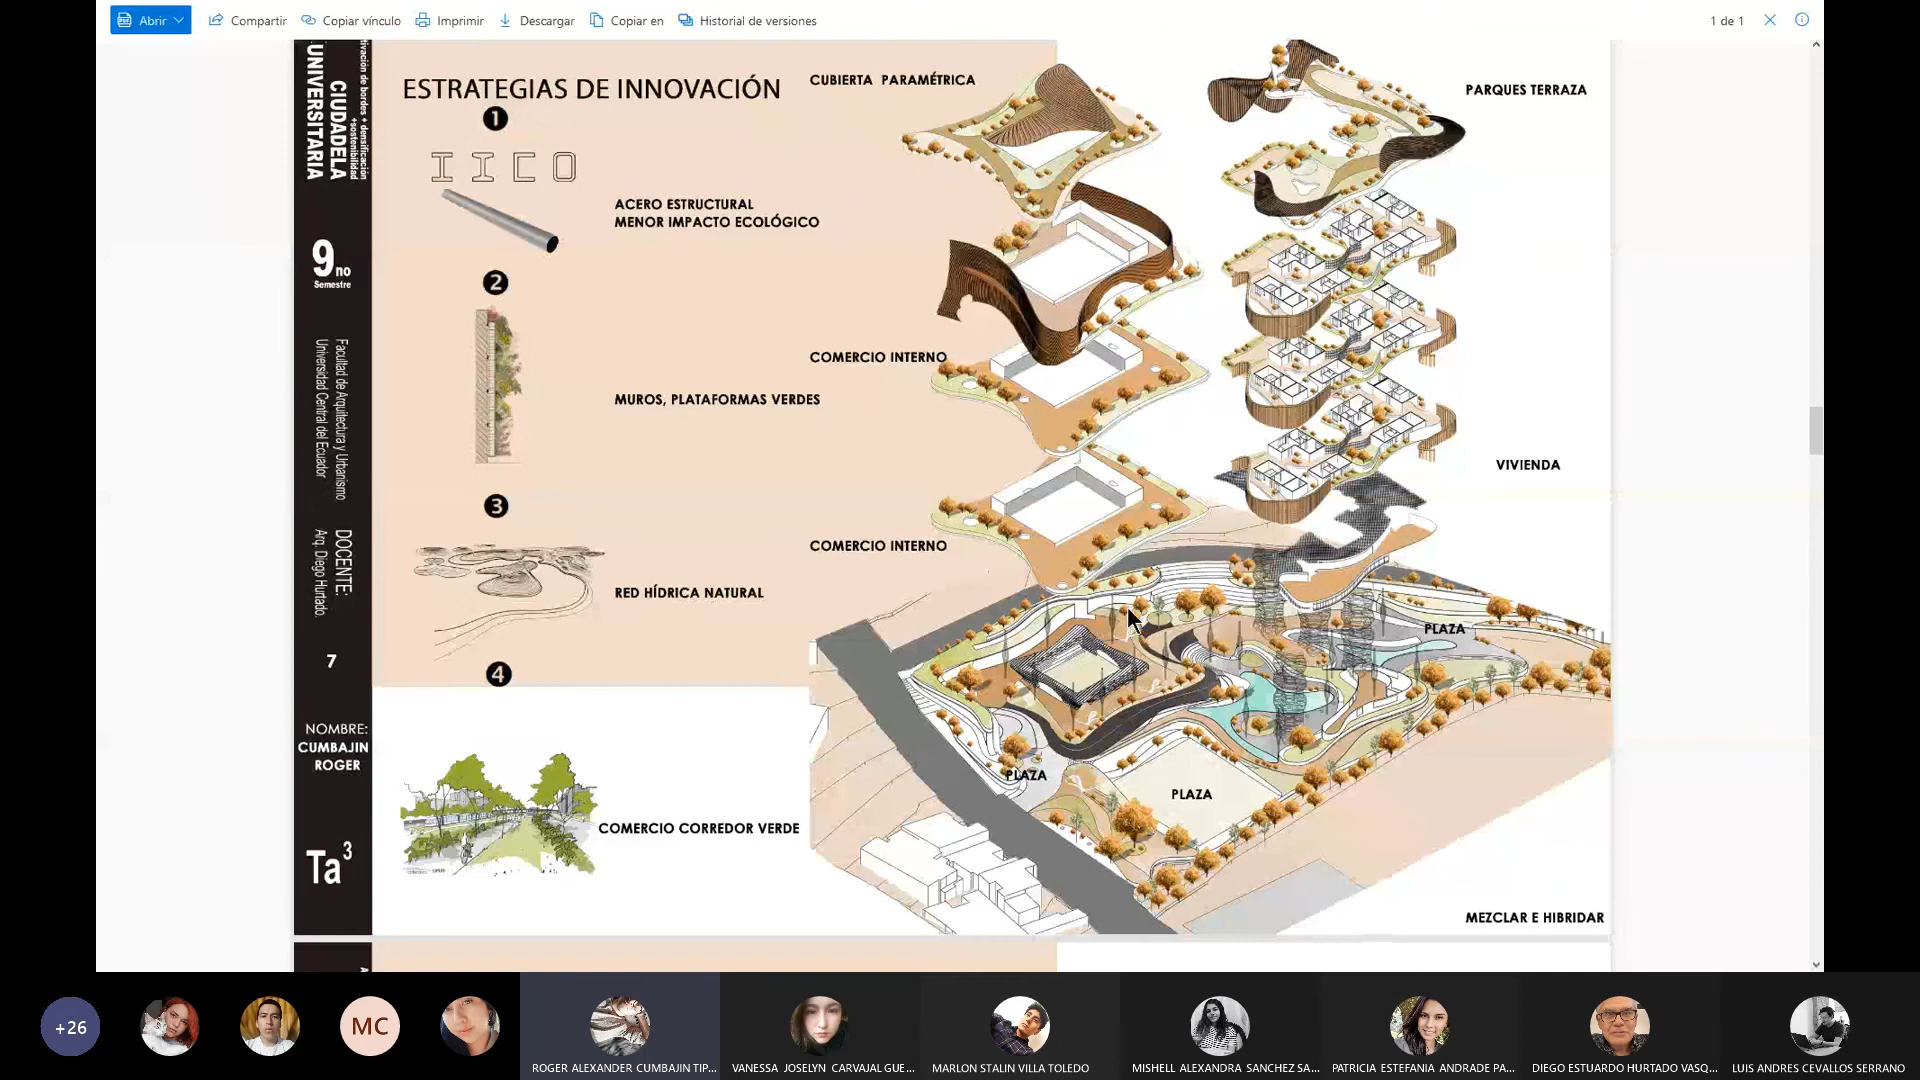 Abrir
Compartir
Copiar vínculo
Imprimir
Descargar
Copiar en
Historial de versiones
1 de 1
tivación de bordes + densificación
+sostenibilidad
CIUDADELA
UNIVERSITARIA
9no
Semestre
Facultad de Arquitectura y Urbanismo
Universidad Central del Ecuador
DOCENTE:
Arq. Diego Hurtado.
7
NOMBRE:
CUMBAJIN
ROGER
Ta3
ESTRATEGIAS DE INNOVACIÓN
1
ACERO ESTRUCTURAL
MENOR IMPACTO ECOLÓGICO
2
MUROS, PLATAFORMAS VERDES
3
RED HÍDRICA NATURAL
4
COMERCIO CORREDOR VERDE
CUBIERTA PARAMÉTRICA
COMERCIO INTERNO
COMERCIO INTERNO
PARQUES TERRAZA
VIVIENDA
PLAZA
PLAZA
PLAZA
MEZCLAR E HIBRIDAR
+26
MC
ROGER ALEXANDER CUMBAJIN TIP...
VANESSA JOSELYN CARVAJAL GUE...
MARLON STALIN VILLA TOLEDO
MISHELL ALEXANDRA SANCHEZ SA...
PATRICIA ESTEFANIA ANDRADE PA...
DIEGO ESTUARDO HURTADO VASQ...
LUIS ANDRES CEVALLOS SERRANO